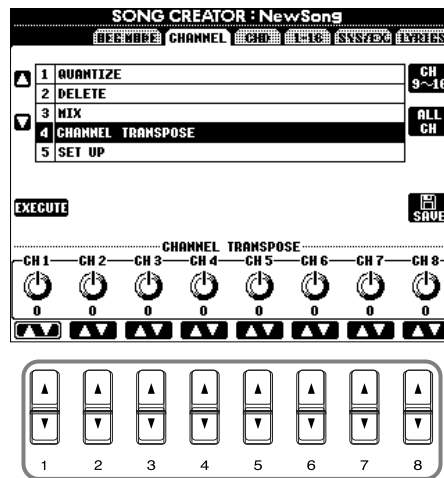 SONG CREATOR : NewSong
REC MODE CHANNEL CHD 1-16 SYS/EX. LYRICS
1 QUANTIZE
2 DELETE
3 MIX
4 CHANNEL TRANSPOSE
5 SET UP
CH
9~16
ALL
CH
EXECUTE
SAVE
CHANNEL TRANSPOSE
CH 1 CH 2 CH 3 CH 4 CH 5 CH 6 CH 7 CH 8
0 0 0 0 0 0 0 0
1 2 3 4 5 6 7 8